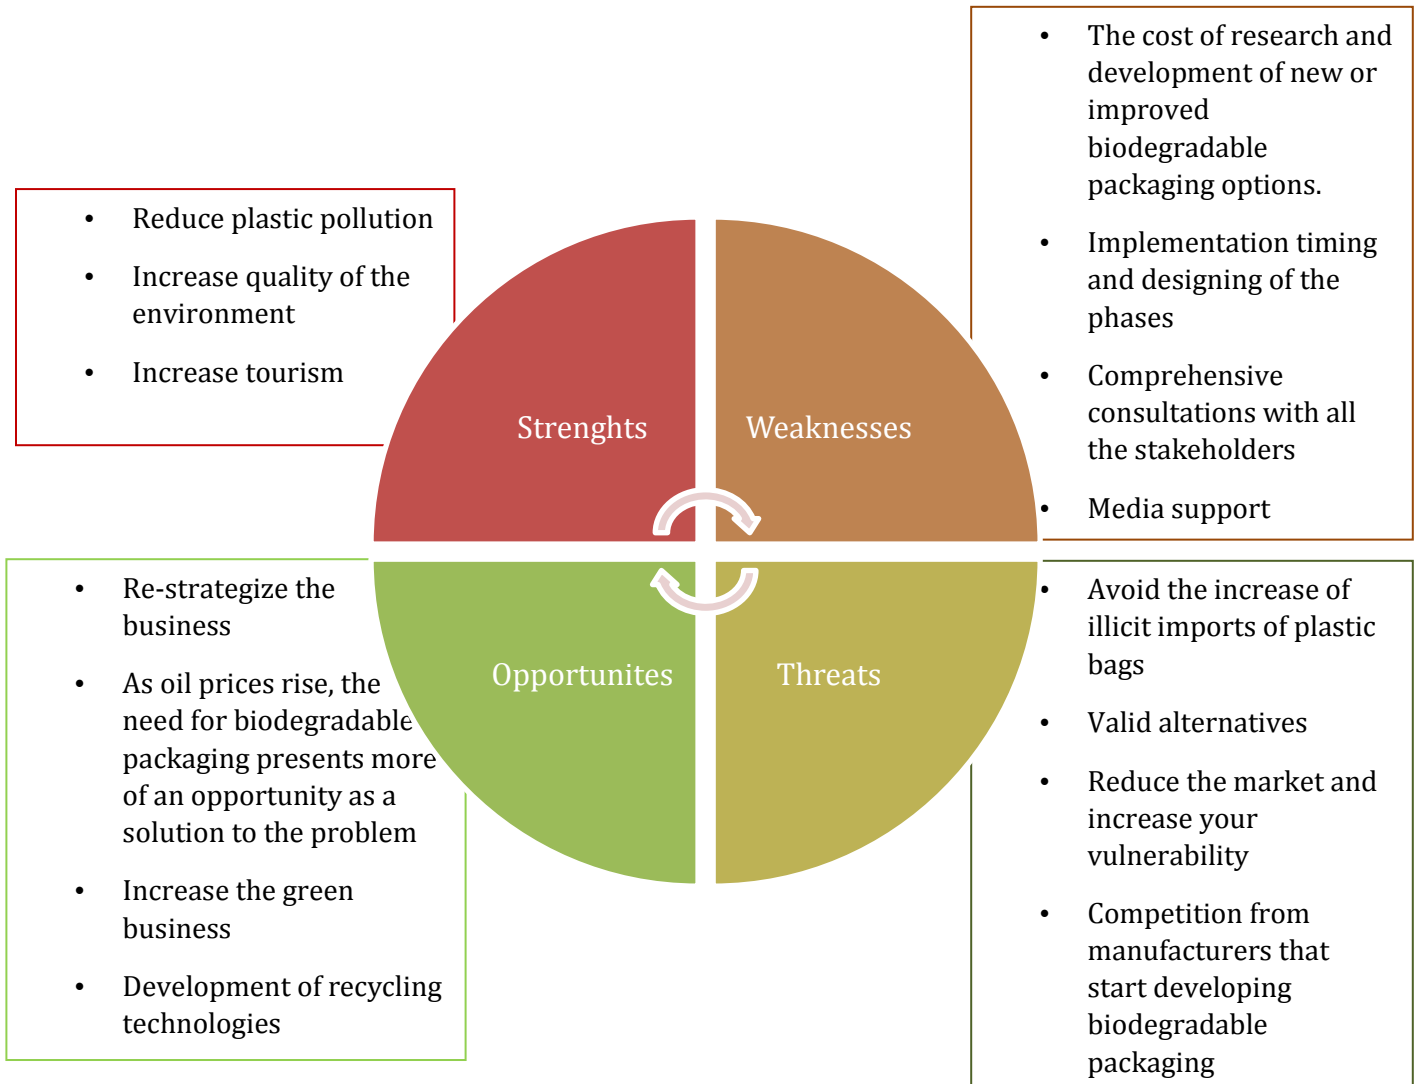 • Reduce plastic pollution
• Increase quality of the
environment
• Increase tourism
Strenghts
• The cost of research and
development of new or
improved
biodegradable
packaging options.
• Implementation timing
and designing of the
phases
• Comprehensive
consultations with all
the stakeholders
• Media support
Weaknesses
• Re-strategize the
business
• As oil prices rise, the
need for biodegradable
packaging presents more
of an opportunity as a
solution to the problem
• Increase the green
business
• Development of recycling
technologies
Opportunites
Threats
• Avoid the increase of
illicit imports of plastic
bags
• Valid alternatives
• Reduce the market and
increase your
vulnerability
• Competition from
manufacturers that
start developing
biodegradable
packaging